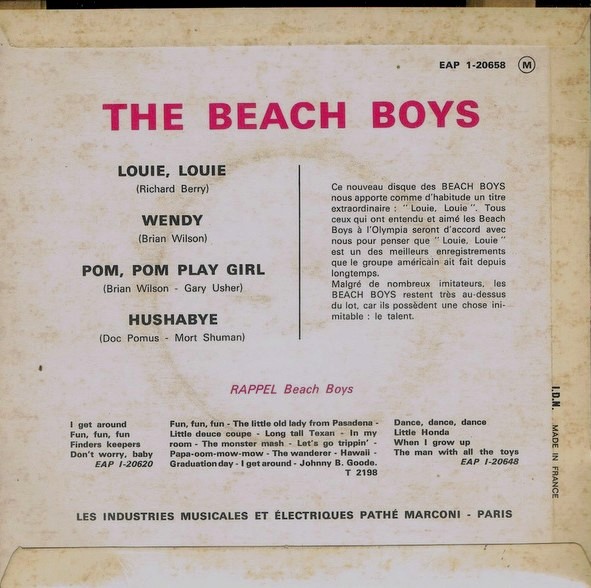 EAP 1-20658 M
THE BEACH BOYS
LOUIE, LOUIE
(Richard Berry)
WENDY
(Brian Wilson)
POM, POM PLAY GIRL
(Brian Wilson - Gary Usher)
HUSHABYE
(Doc Pomus - Mort Shuman)
Ce nouveau disque des BEACH BOYS
nous apporte comme d'habitude un titre
extraordinaire : " Louie, Louie ". Tous
ceux qui ont entendu et aimé les Beach
Boys à l'Olympia seront d'accord avec
nous pour penser que " Louie, Louie "
est un des meilleurs enregistrements
que le groupe américain ait fait depuis
longtemps.
Malgré de nombreux imitateurs, les
BEACH BOYS restent très au-dessus
du lot, car ils possèdent une chose ini-
mitable : le talent.
RAPPEL Beach Boys
I get around
Fun, fun, fun
Finders keepers
Don't worry, baby
EAP I-20620
Fun, fun, fun - The little old lady from Pasadena -
Little deuce coupe - Long tall Texan - In my
room - The monster mash - Let's go trippin' -
Papa-oom-mow-mow - The wanderer - Hawaii -
Graduation day - I get around - Johnny B. Goode.
T 2198
Dance, dance, dance
Little Honda
When I grow up
The man with all the toys
EAP I-20648
I.D.N. MADE IN FRANCE
LES INDUSTRIES MUSICALES ET ÉLECTRIQUES PATHÉ MARCONI - PARIS